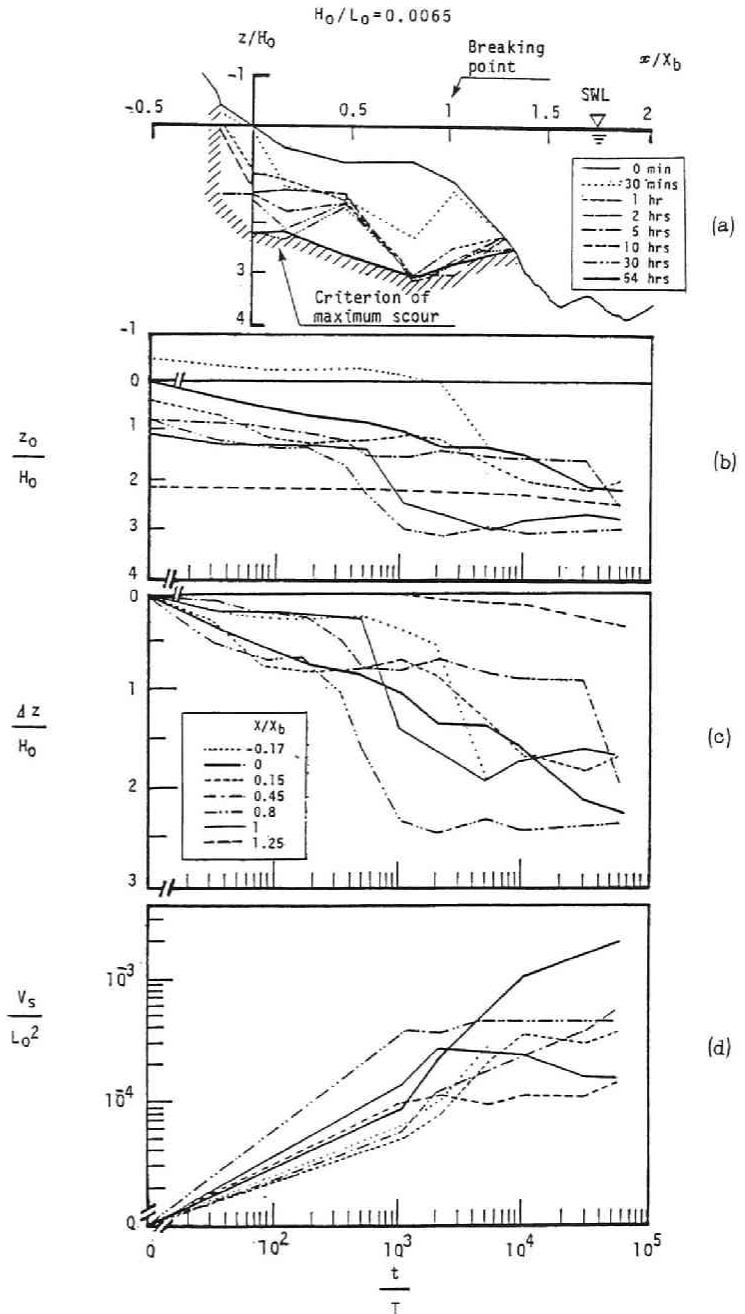 H₀/L₀=0.0065
z/H₀
Breaking
point
x/X_b
-1
-0.5
0.5
1
1.5
SWL
2
0 min
30 mins
1 hr
2 hrs
5 hrs
10 hrs
30 hrs
64 hrs
(a)
3
4
Criterion of
maximum scour
-1
0
1
2
3
4
z₀
H₀
(b)
0
1
2
3
Δz
H₀
X/X_b
-0.17
0
0.15
0.45
0.8
1
1.25
(c)
V_s
L₀²
10⁻³
10⁻⁴
0
(d)
0
10²
10³
10⁴
10⁵
t
T